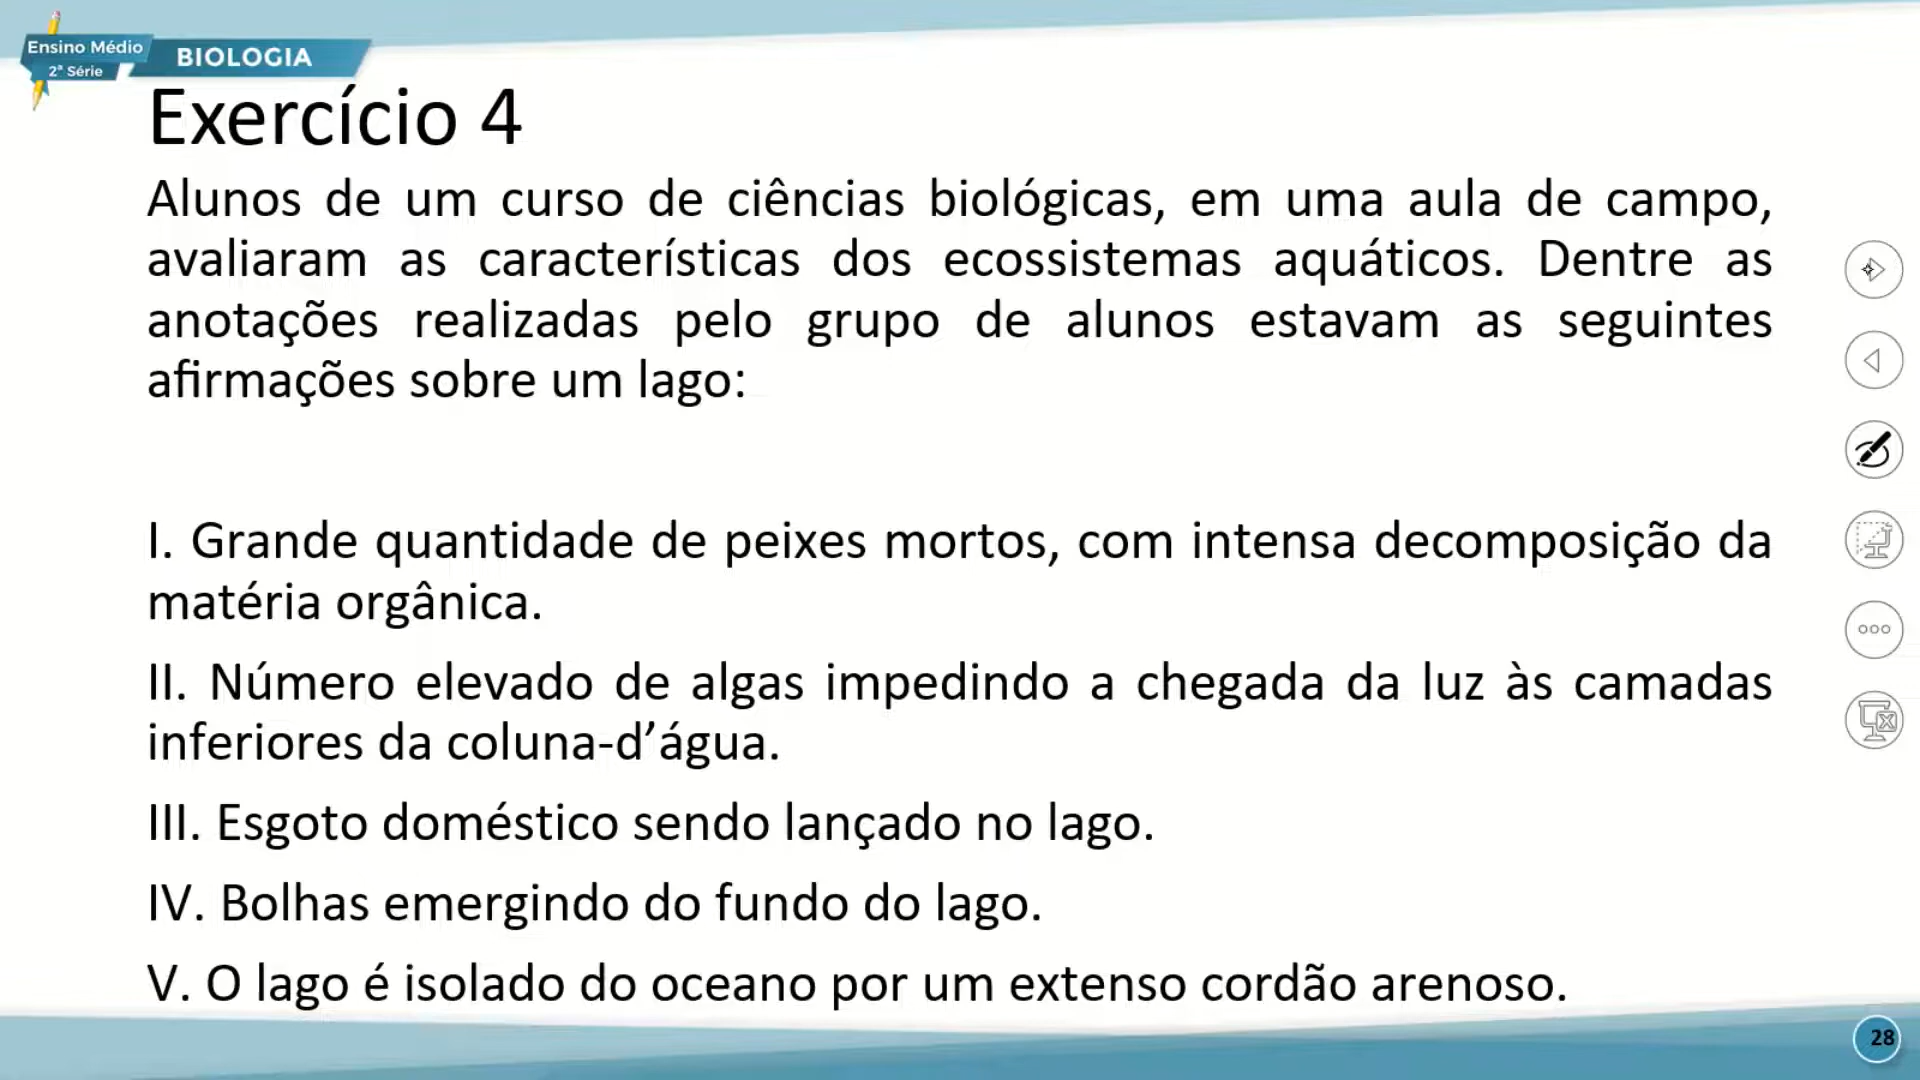 Ensino Médio
2ª Série
BIOLOGIA
Exercício 4
Alunos de um curso de ciências biológicas, em uma aula de campo,
avaliaram as características dos ecossistemas aquáticos. Dentre as
anotações realizadas pelo grupo de alunos estavam as seguintes
afirmações sobre um lago:
I. Grande quantidade de peixes mortos, com intensa decomposição da
matéria orgânica.
II. Número elevado de algas impedindo a chegada da luz às camadas
inferiores da coluna-d’água.
III. Esgoto doméstico sendo lançado no lago.
IV. Bolhas emergindo do fundo do lago.
V. O lago é isolado do oceano por um extenso cordão arenoso.
28